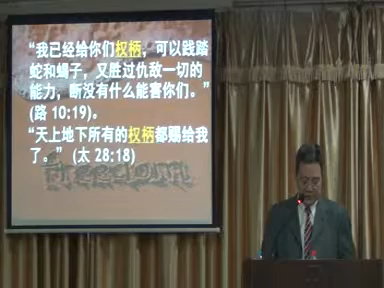 “我已经给你们权柄，可以践踏
蛇和蝎子，又胜过仇敌一切的
能力，断没有什么能害你们。”
(路 10:19)。
“天上地下所有的权柄都赐给我
了。” (太 28:18)
Freedom